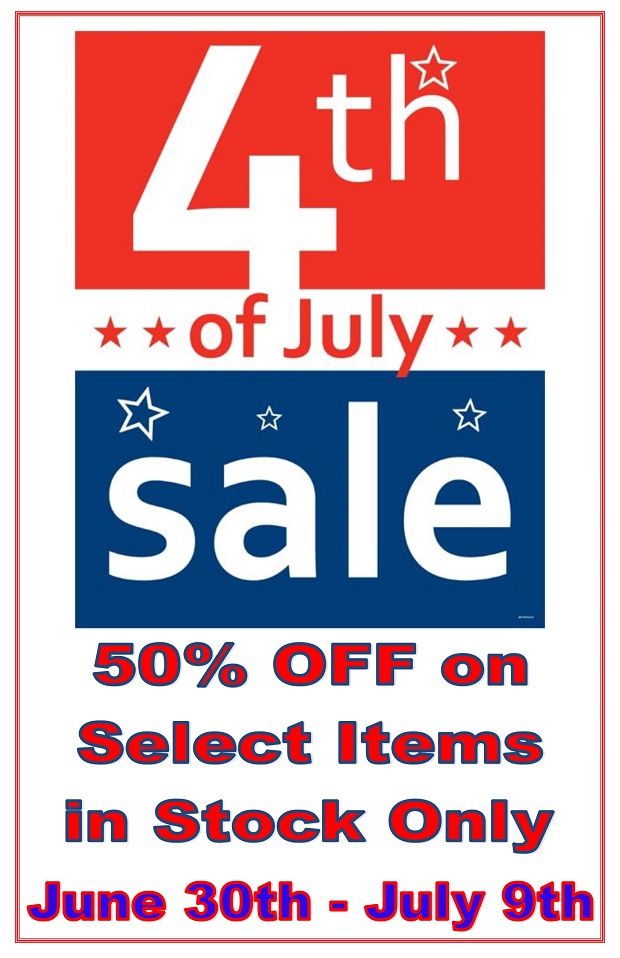 4th
of July
sale
50% OFF on
Select Items
in Stock Only
June 30th - July 9th